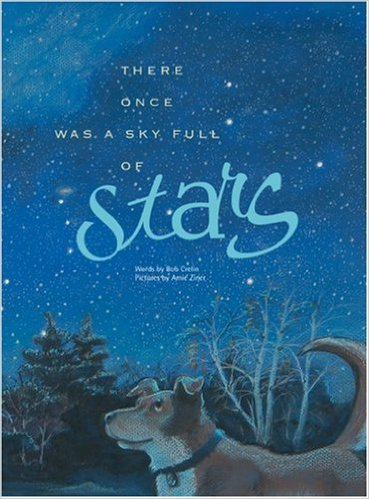 THERE
ONCE
WAS A SKY FULL
OF
Stars
Words by Bob Crelin
Pictures by Amie Ziner